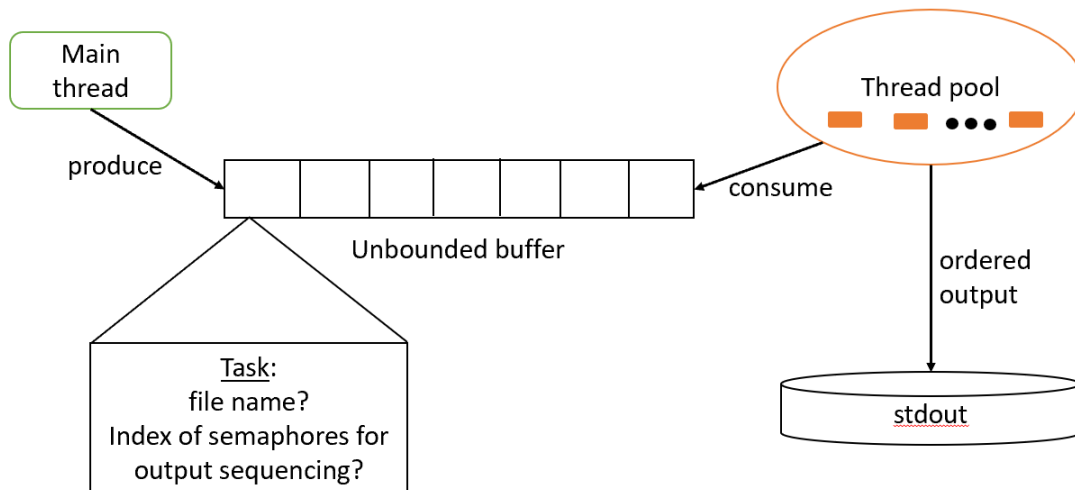 Main
thread
Thread pool
produce
consume
Unbounded buffer
ordered
output
Task:
file name?
Index of semaphores for
output sequencing?
stdout